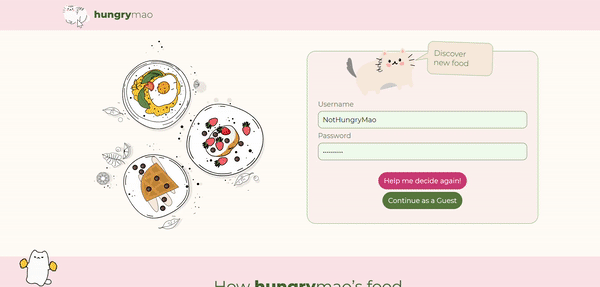 hungrymao
Discover
new food
Username
NotHungryMao
Password
Help me decide again!
Continue as a Guest
How hungrymao's food